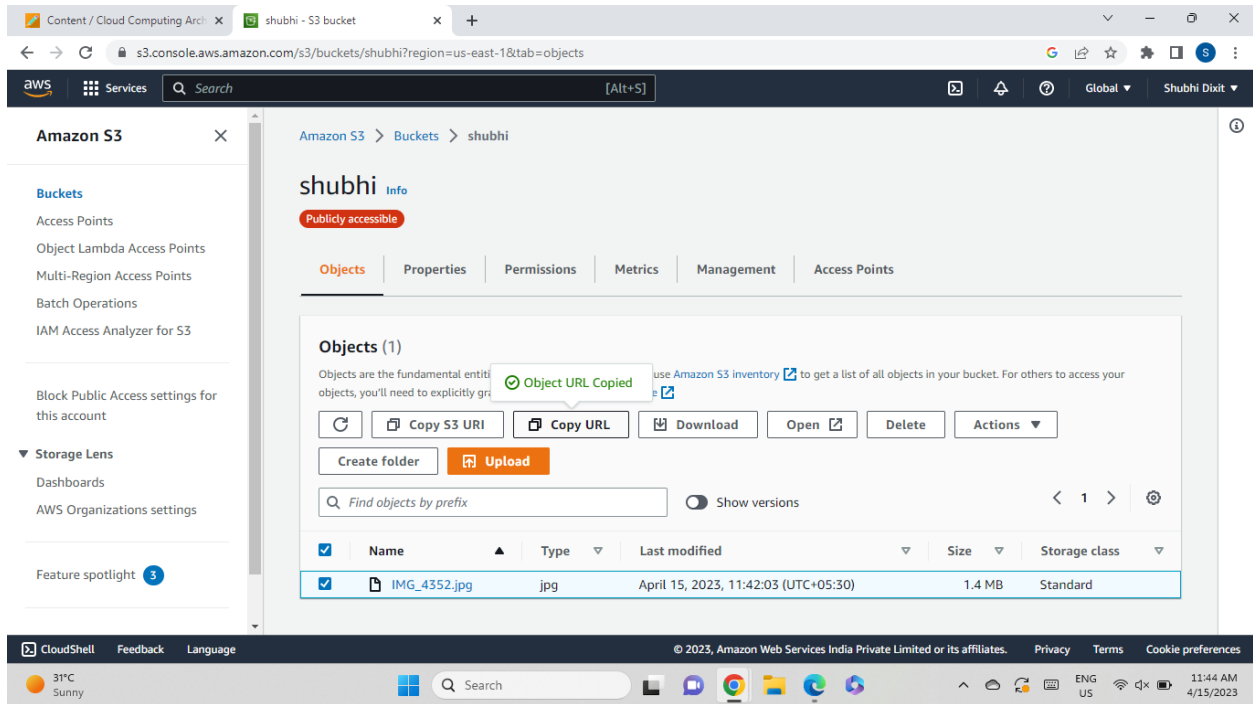 Content / Cloud Computing Arch
shubhi - S3 bucket
s3.console.aws.amazon.com/s3/buckets/shubhi?region=us-east-1&tab=objects
G
S
aws
Services
Search
[Alt+S]
Global
Shubhi Dixit
Amazon S3
Buckets
Access Points
Object Lambda Access Points
Multi-Region Access Points
Batch Operations
IAM Access Analyzer for S3
Block Public Access settings for
this account
Storage Lens
Dashboards
AWS Organizations settings
Feature spotlight 3
Amazon S3 > Buckets > shubhi
shubhi Info
Publicly accessible
Objects Properties Permissions Metrics Management Access Points
Objects (1)
Objects are the fundamental entiti use Amazon S3 inventory to get a list of all objects in your bucket. For others to access your
objects, you'll need to explicitly gra e
Object URL Copied
Copy S3 URI Copy URL Download Open Delete Actions
Create folder Upload
Find objects by prefix Show versions 1
Name Type Last modified Size Storage class
IMG_4352.jpg jpg April 15, 2023, 11:42:03 (UTC+05:30) 1.4 MB Standard
CloudShell Feedback Language © 2023, Amazon Web Services India Private Limited or its affiliates. Privacy Terms Cookie preferences
31°C
Sunny
Search
ENG
US
11:44 AM
4/15/2023